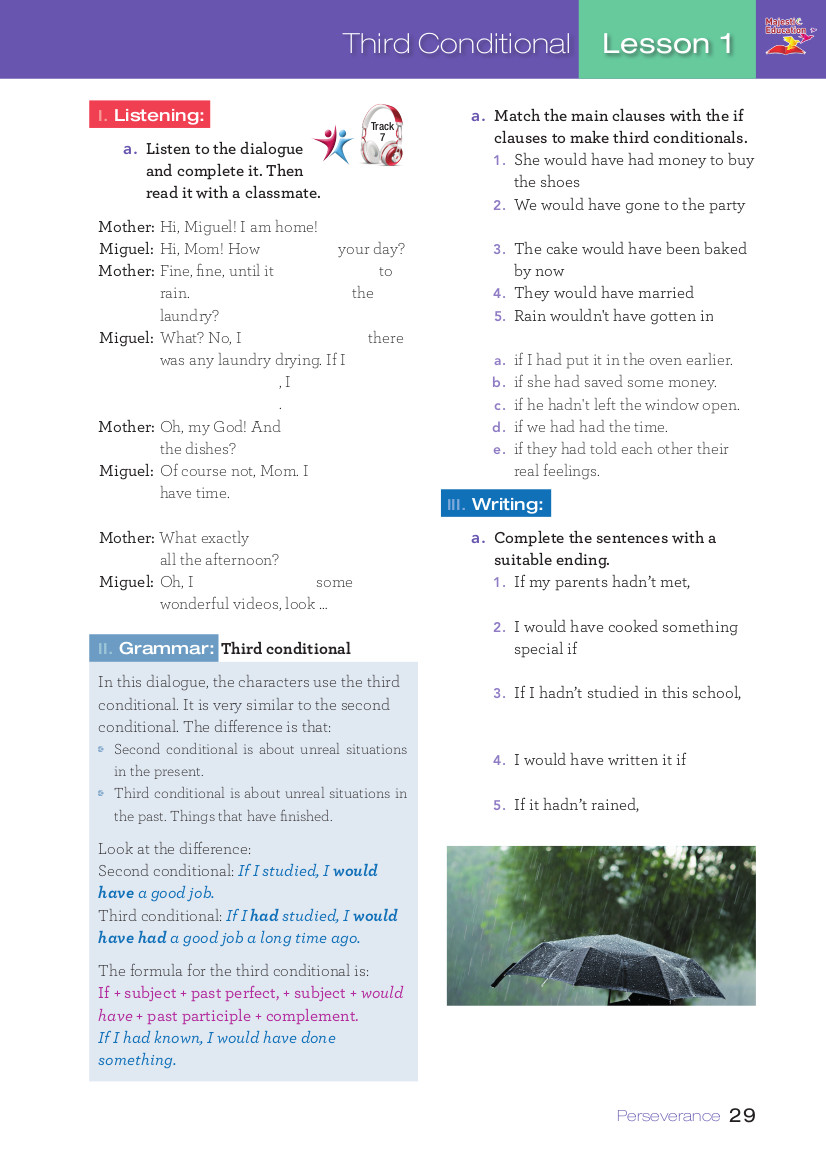 Third Conditional Lesson 1
Majestic
Education
I. Listening:
Track
7
a. Listen to the dialogue
and complete it. Then
read it with a classmate.
Mother: Hi, Miguel! I am home!
Miguel: Hi, Mom! How your day?
Mother: Fine, fine, until it to
rain. the
laundry?
Miguel: What? No, I there
was any laundry drying. If I
, I
.
Mother: Oh, my God! And
the dishes?
Miguel: Of course not, Mom. I
have time.
Mother: What exactly
all the afternoon?
Miguel: Oh, I some
wonderful videos, look ...
II. Grammar: Third conditional
In this dialogue, the characters use the third
conditional. It is very similar to the second
conditional. The difference is that:
Second conditional is about unreal situations
in the present.
Third conditional is about unreal situations in
the past. Things that have finished.
Look at the difference:
Second conditional: If I studied, I would
have a good job.
Third conditional: If I had studied, I would
have had a good job a long time ago.
The formula for the third conditional is:
If + subject + past perfect, + subject + would
have + past participle + complement.
If I had known, I would have done
something.
a. Match the main clauses with the if
clauses to make third conditionals.
1. She would have had money to buy
the shoes
2. We would have gone to the party
3. The cake would have been baked
by now
4. They would have married
5. Rain wouldn't have gotten in
a. if I had put it in the oven earlier.
b. if she had saved some money.
c. if he hadn't left the window open.
d. if we had had the time.
e. if they had told each other their
real feelings.
III. Writing:
a. Complete the sentences with a
suitable ending.
1. If my parents hadn’t met,
2. I would have cooked something
special if
3. If I hadn’t studied in this school,
4. I would have written it if
5. If it hadn’t rained,
Perseverance 29